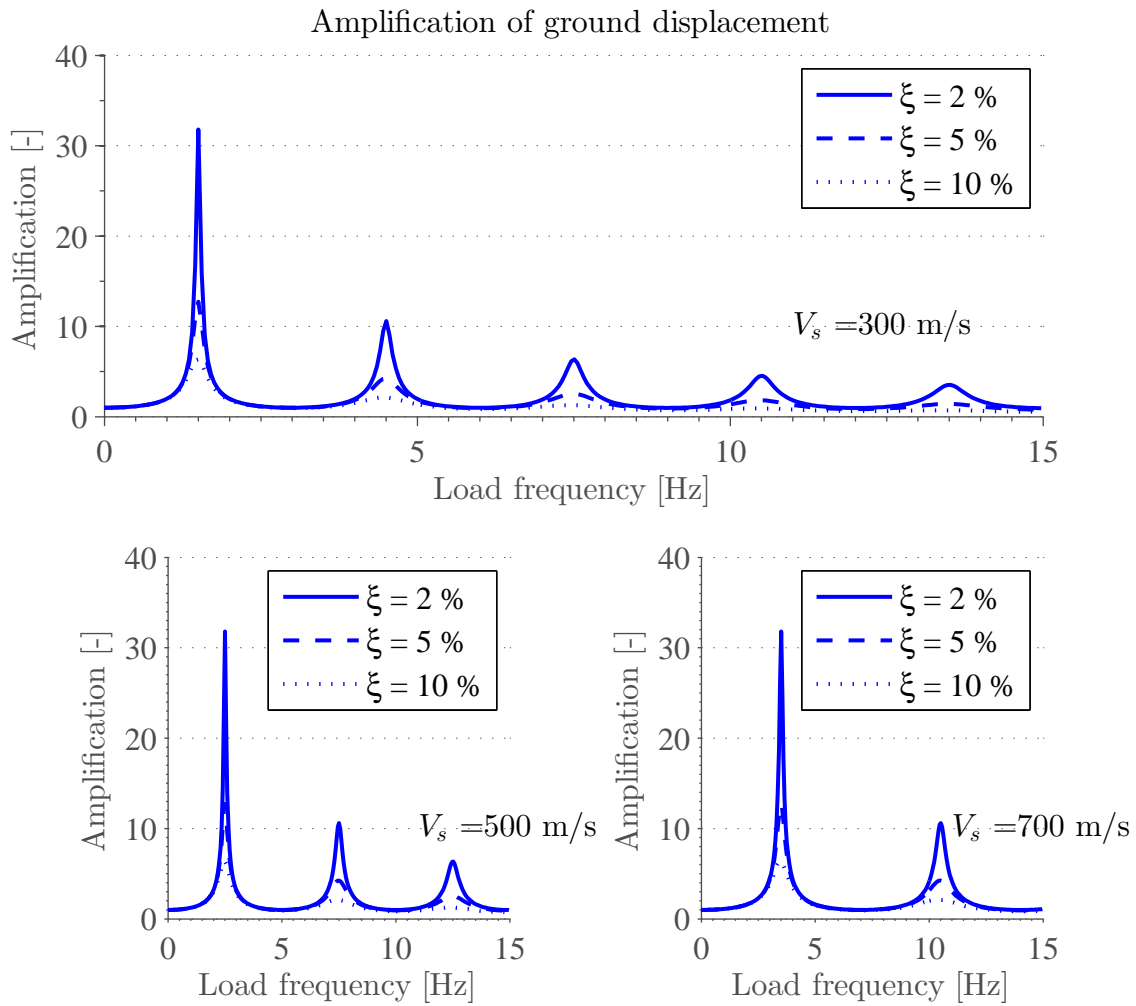 Amplification of ground displacement
Amplification [-]
40
30
20
10
0
ξ = 2 %
ξ = 5 %
ξ = 10 %
V_s =300 m/s
0 5 10 15
Load frequency [Hz]
Amplification [-]
40
30
20
10
0
ξ = 2 %
ξ = 5 %
ξ = 10 %
V_s =500 m/s
0 5 10 15
Load frequency [Hz]
Amplification [-]
40
30
20
10
0
ξ = 2 %
ξ = 5 %
ξ = 10 %
V_s =700 m/s
0 5 10 15
Load frequency [Hz]